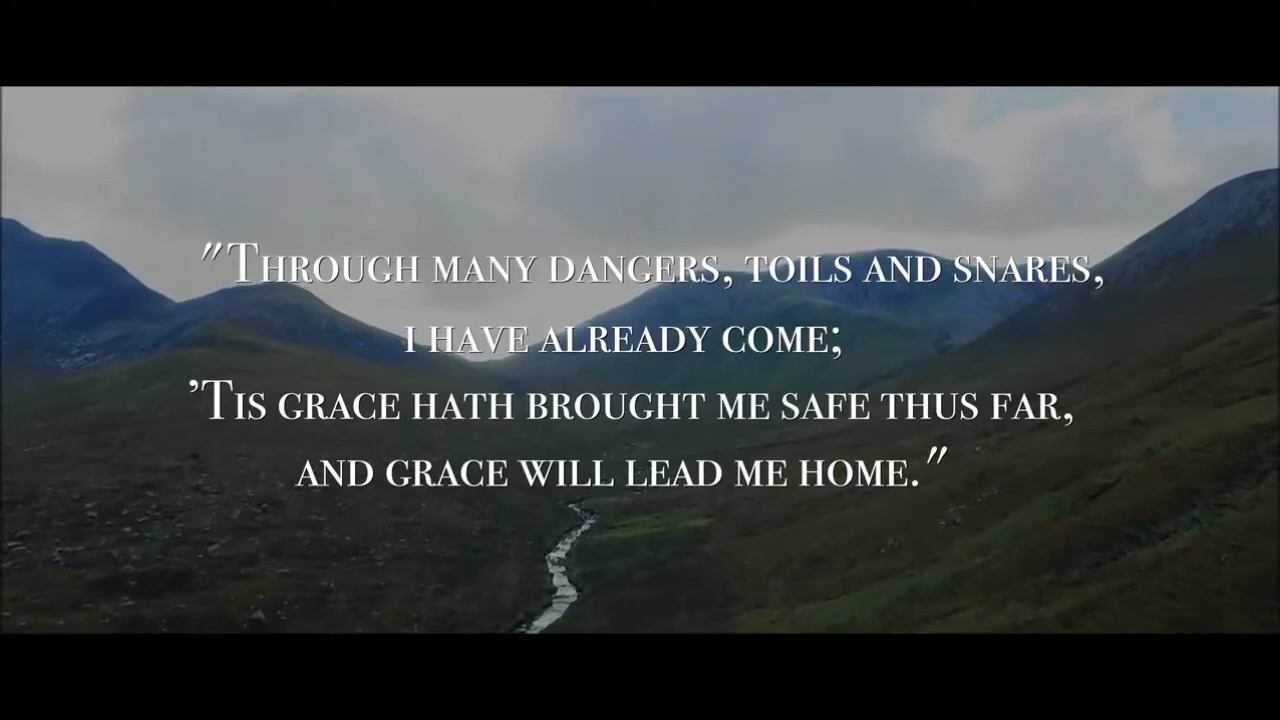 "Through many dangers, toils and snares,
i have already come;
'Tis grace hath brought me safe thus far,
and grace will lead me home."